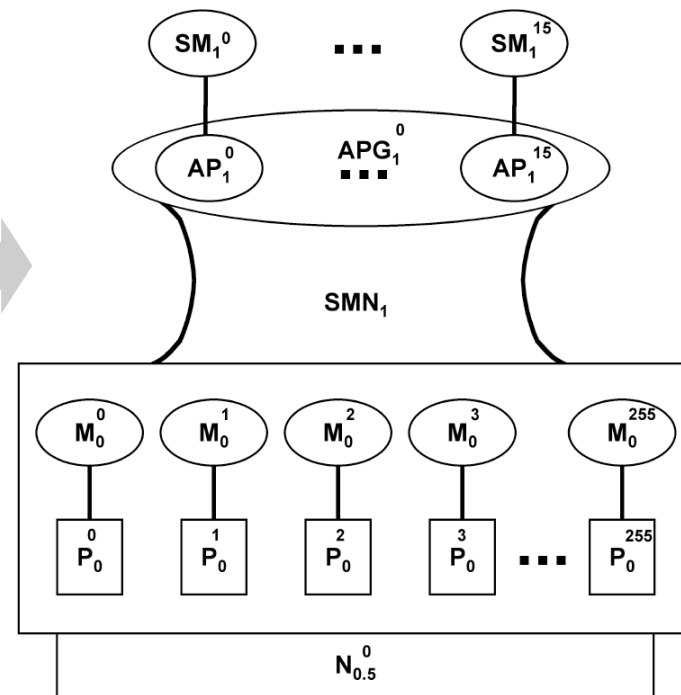 SM₁⁰ ... SM₁¹⁵
AP₁⁰ APG₁⁰ ... AP₁¹⁵
SMN₁
M₀⁰ M₀¹ M₀² M₀³ M₀²⁵⁵
P₀⁰ P₀¹ P₀² P₀³ ... P₀²⁵⁵
N₀.₅⁰